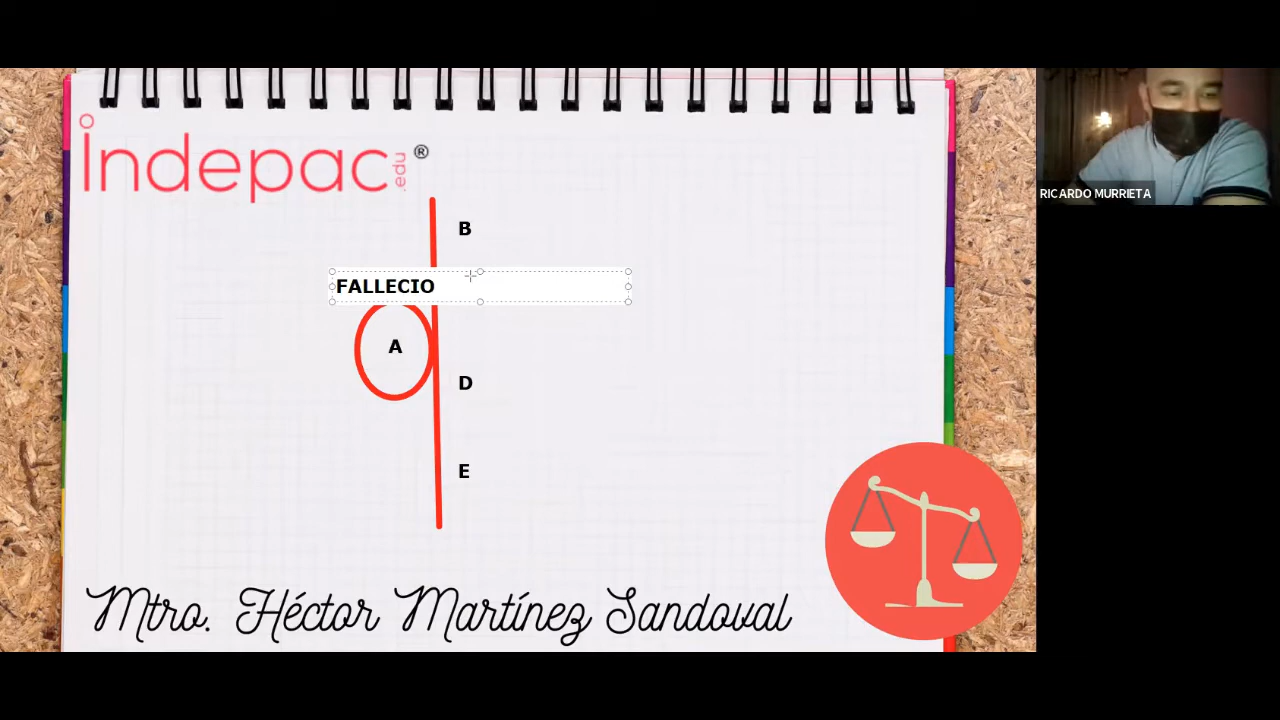 Indepac.edu®
RICARDO MURRIETA
B
FALLECIO
A
D
E
Mtro. Héctor Martínez Sandoval